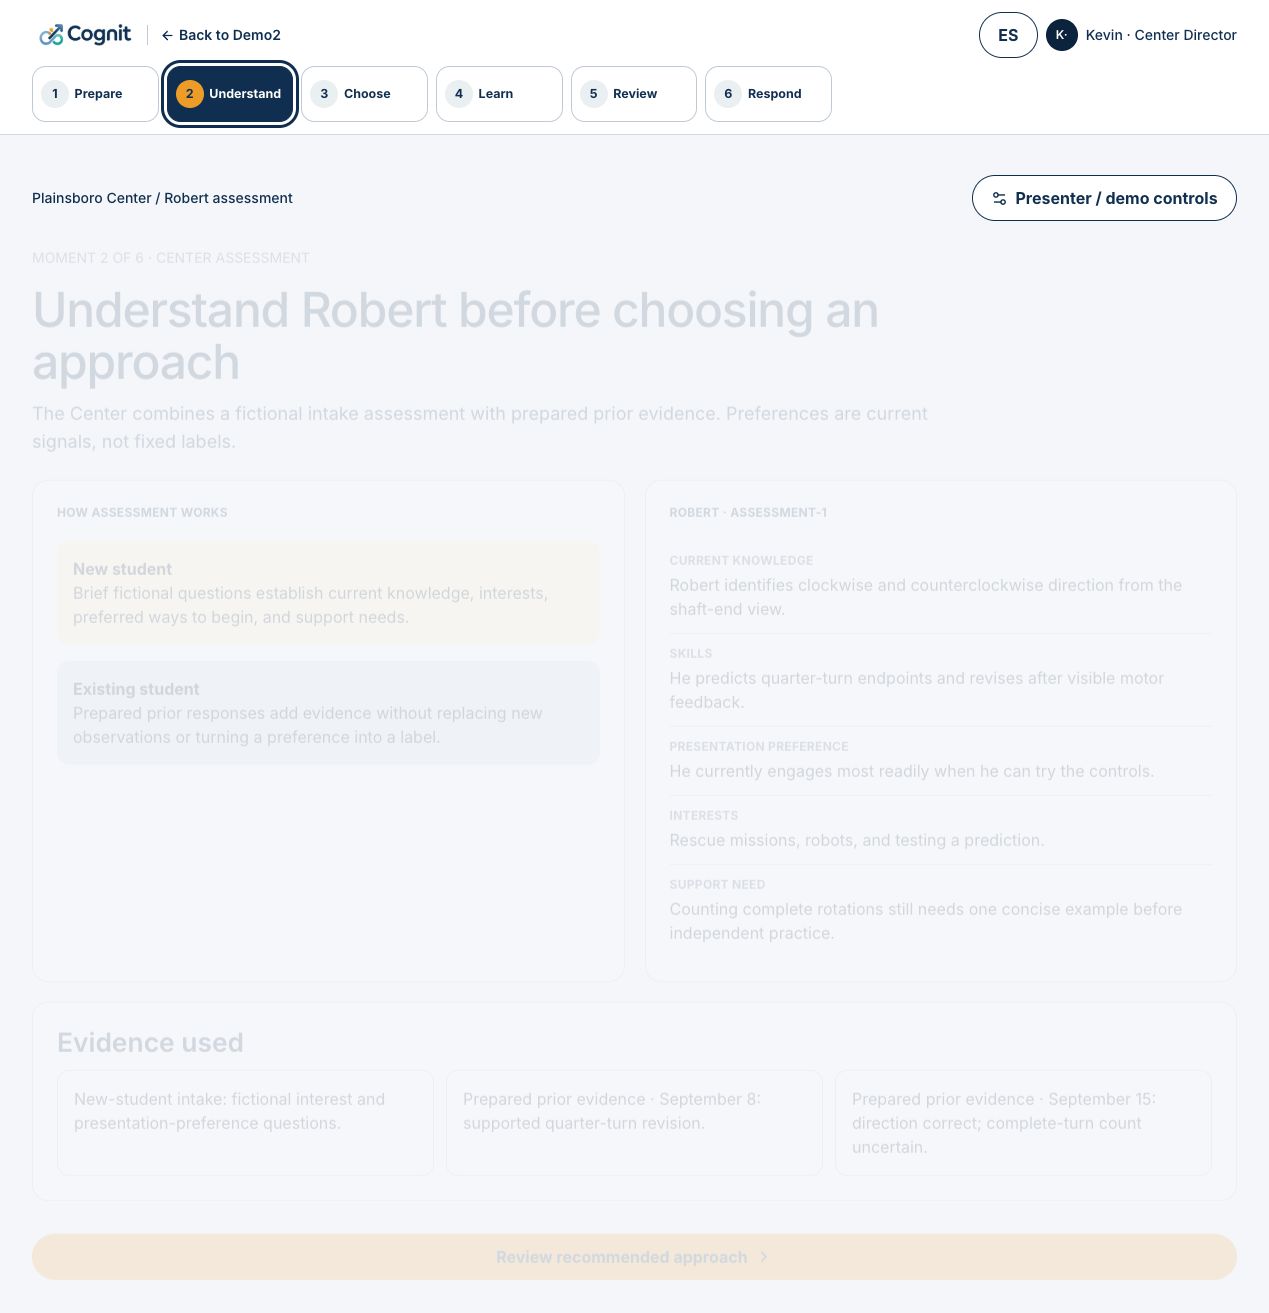 Cognit
← Back to Demo2
ES
K·
Kevin · Center Director
1 Prepare
2 Understand
3 Choose
4 Learn
5 Review
6 Respond
Plainsboro Center / Robert assessment
Presenter / demo controls
MOMENT 2 OF 6 · CENTER ASSESSMENT
Understand Robert before choosing an
approach
The Center combines a fictional intake assessment with prepared prior evidence. Preferences are current
signals, not fixed labels.
HOW ASSESSMENT WORKS
New student
Brief fictional questions establish current knowledge, interests,
preferred ways to begin, and support needs.
Existing student
Prepared prior responses add evidence without replacing new
observations or turning a preference into a label.
ROBERT · ASSESSMENT-1
CURRENT KNOWLEDGE
Robert identifies clockwise and counterclockwise direction from the
shaft-end view.
SKILLS
He predicts quarter-turn endpoints and revises after visible motor
feedback.
PRESENTATION PREFERENCE
He currently engages most readily when he can try the controls.
INTERESTS
Rescue missions, robots, and testing a prediction.
SUPPORT NEED
Counting complete rotations still needs one concise example before
independent practice.
Evidence used
New-student intake: fictional interest and
presentation-preference questions.
Prepared prior evidence · September 8:
supported quarter-turn revision.
Prepared prior evidence · September 15:
direction correct; complete-turn count
uncertain.
Review recommended approach